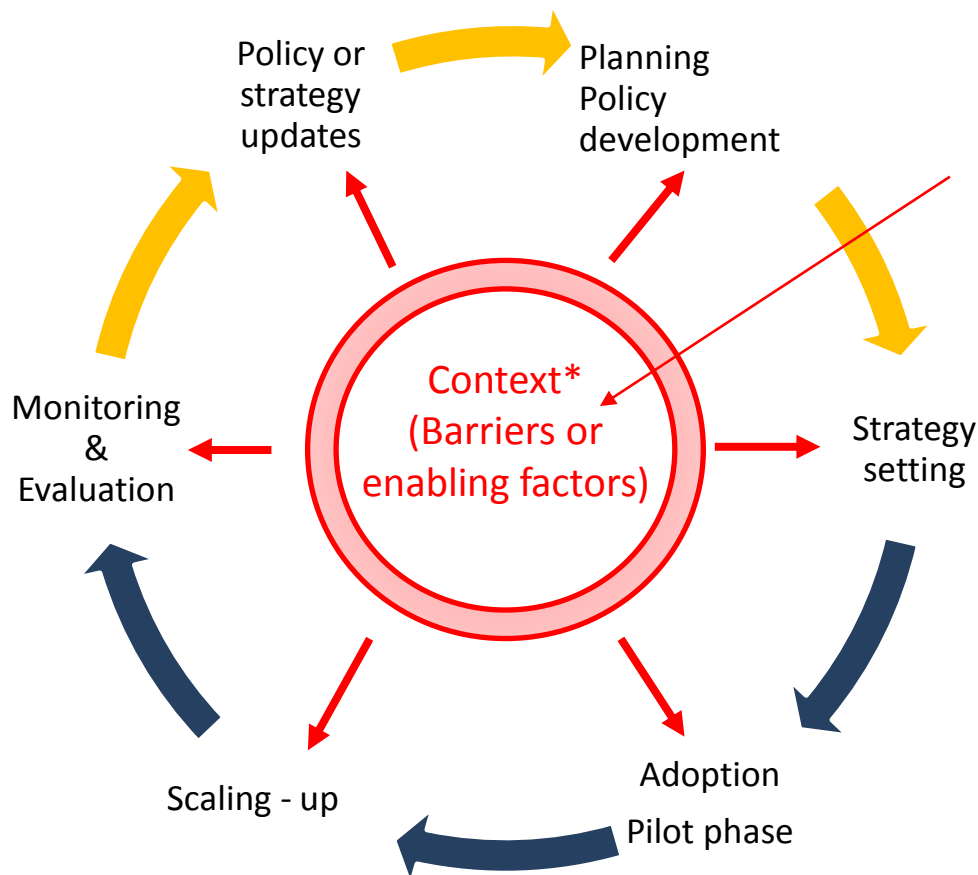 Policy or
strategy
updates
Planning
Policy
development
Context*
(Barriers or
enabling factors)
Monitoring
&
Evaluation
Strategy
setting
Scaling - up
Adoption
Pilot phase